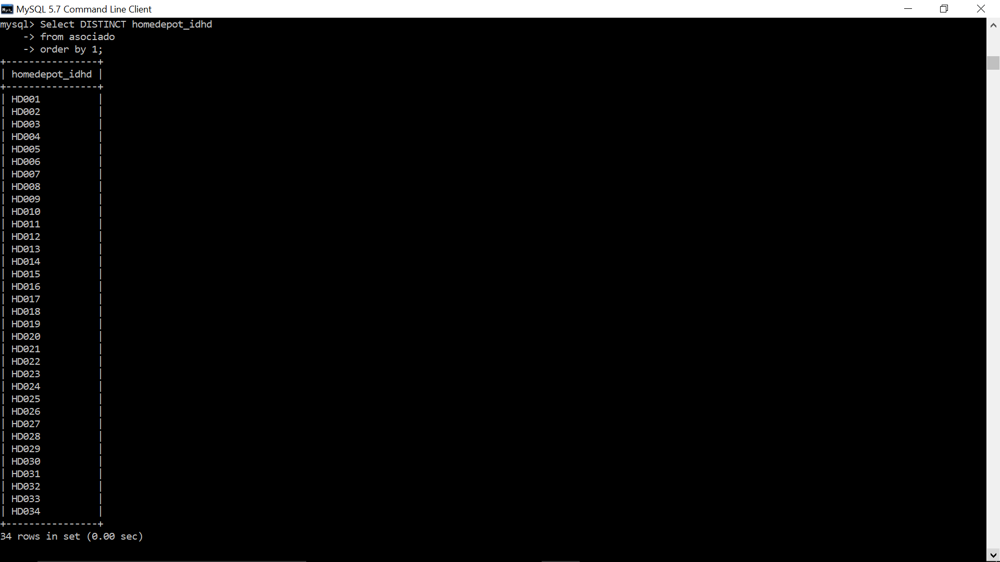 MySQL 5.7 Command Line Client
mysql> Select DISTINCT homedepot_idhd
    -> from asociado
    -> order by 1;
+----------------+
| homedepot_idhd |
+----------------+
| HD001          |
| HD002          |
| HD003          |
| HD004          |
| HD005          |
| HD006          |
| HD007          |
| HD008          |
| HD009          |
| HD010          |
| HD011          |
| HD012          |
| HD013          |
| HD014          |
| HD015          |
| HD016          |
| HD017          |
| HD018          |
| HD019          |
| HD020          |
| HD021          |
| HD022          |
| HD023          |
| HD024          |
| HD025          |
| HD026          |
| HD027          |
| HD028          |
| HD029          |
| HD030          |
| HD031          |
| HD032          |
| HD033          |
| HD034          |
+----------------+
34 rows in set (0.00 sec)